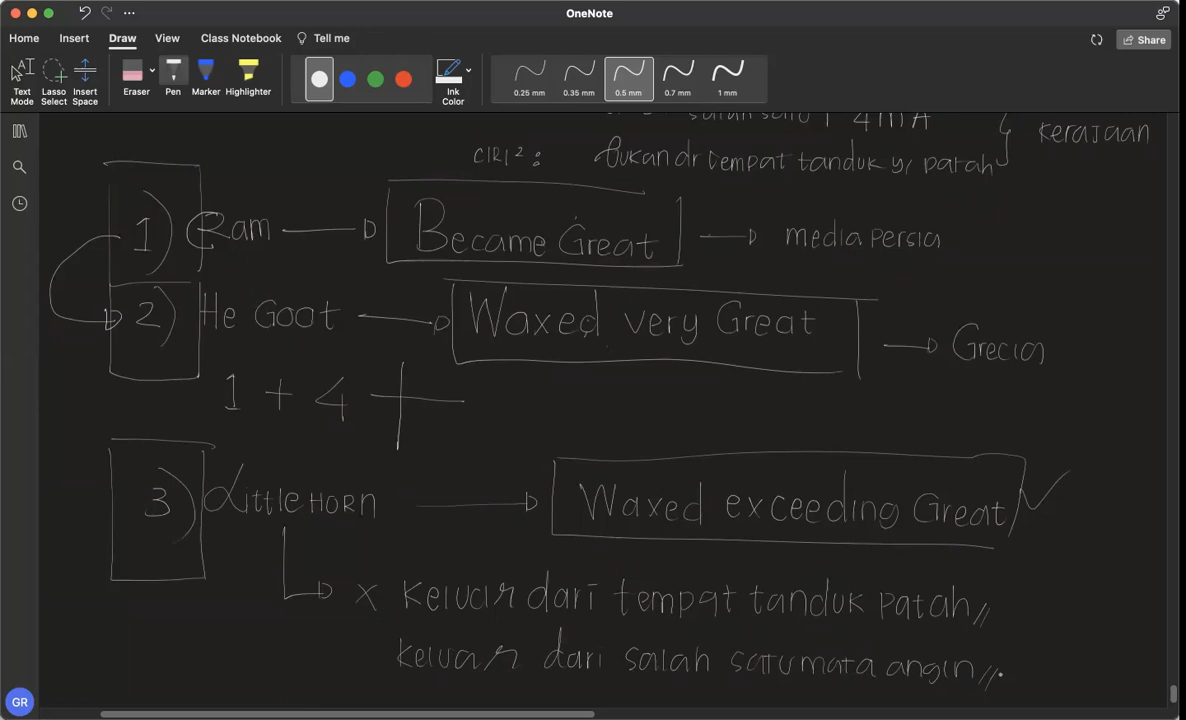 OneNote
Home Insert Draw View Class Notebook Tell me
Share
Text Mode
Lasso Select
Insert Space
Eraser
Pen
Marker
Highlighter
Ink Color
0.25 mm
0.35 mm
0.5 mm
0.7 mm
1 mm
salah satu 4 mA
kerajaan
CIRI²: Bukan dr tempat tanduk yg patah
1) Ram Became Great media persia
2) He Goat Waxed very Great Grecia
1 + 4 +
3) Little HORN Waxed exceeding Great
x keluar dari tempat tanduk patah //
keluar dari salah satu mata angin //
GR